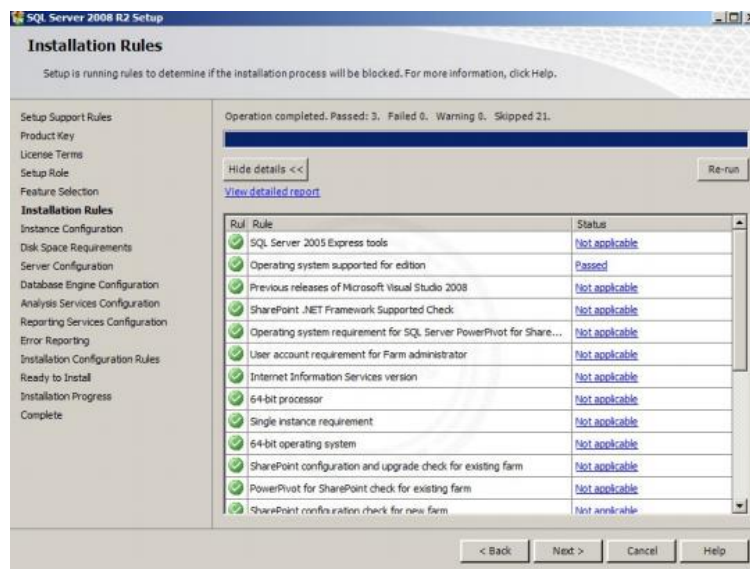 SQL Server 2008 R2 Setup
Installation Rules
Setup is running rules to determine if the installation process will be blocked. For more information, click Help.
Setup Support Rules
Product Key
License Terms
Setup Role
Feature Selection
Installation Rules
Instance Configuration
Disk Space Requirements
Server Configuration
Database Engine Configuration
Analysis Services Configuration
Reporting Services Configuration
Error Reporting
Installation Configuration Rules
Ready to Install
Installation Progress
Complete
Operation completed. Passed: 3.  Failed 0.  Warning 0.  Skipped 21.
Hide details << Re-run
View detailed report
Rul Rule Status
SQL Server 2005 Express tools Not applicable
Operating system supported for edition Passed
Previous releases of Microsoft Visual Studio 2008 Not applicable
SharePoint .NET Framework Supported Check Not applicable
Operating system requirement for SQL Server PowerPivot for Share... Not applicable
User account requirement for Farm administrator Not applicable
Internet Information Services version Not applicable
64-bit processor Not applicable
Single instance requirement Not applicable
64-bit operating system Not applicable
SharePoint configuration and upgrade check for existing farm Not applicable
PowerPivot for SharePoint check for existing farm Not applicable
SharePoint configuration check for new farm Not applicable
< Back Next > Cancel Help